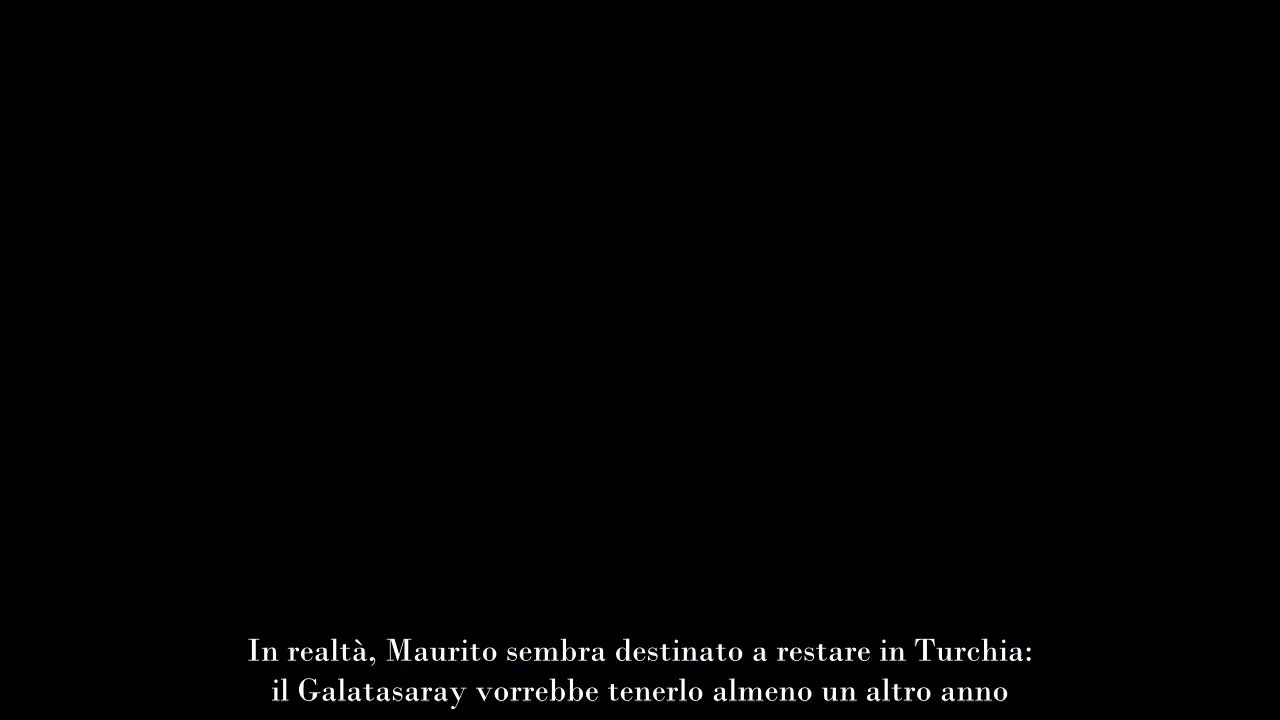 In realtà, Maurito sembra destinato a restare in Turchia:
il Galatasaray vorrebbe tenerlo almeno un altro anno